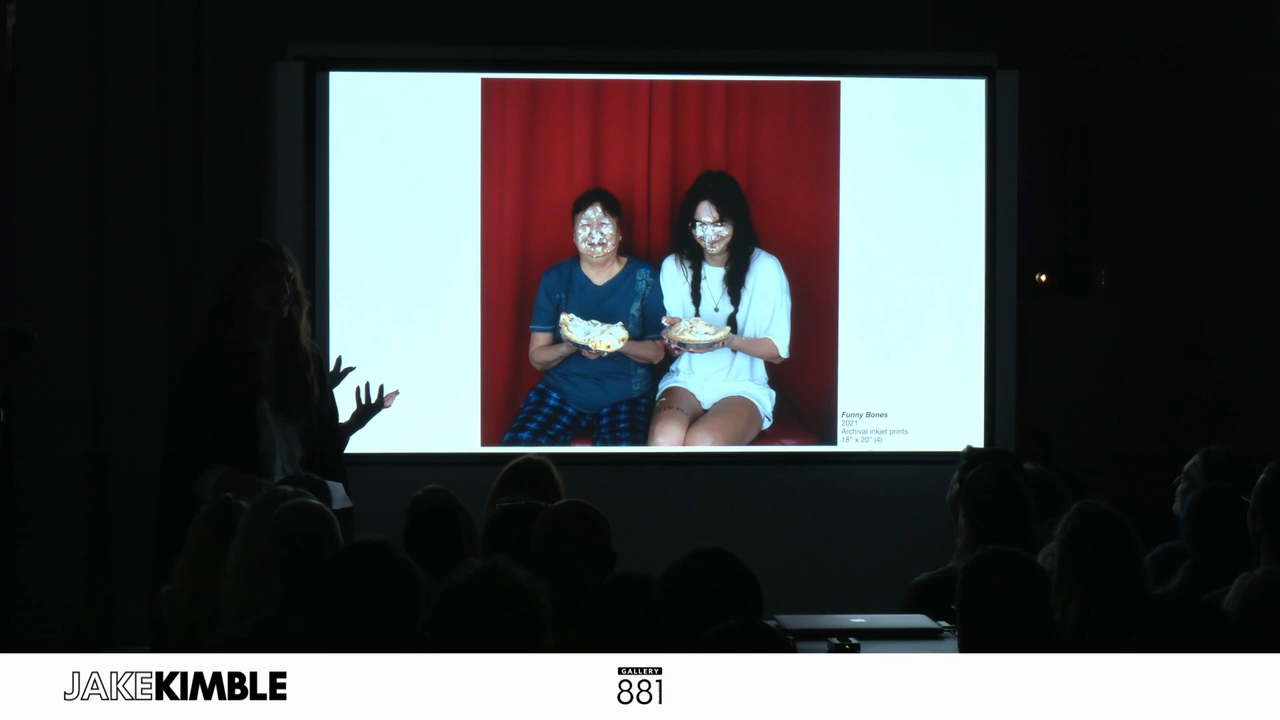 Funny Bones
2021
Archival inkjet prints
18" x 20" (4)
JAKEKIMBLE
GALLERY
881